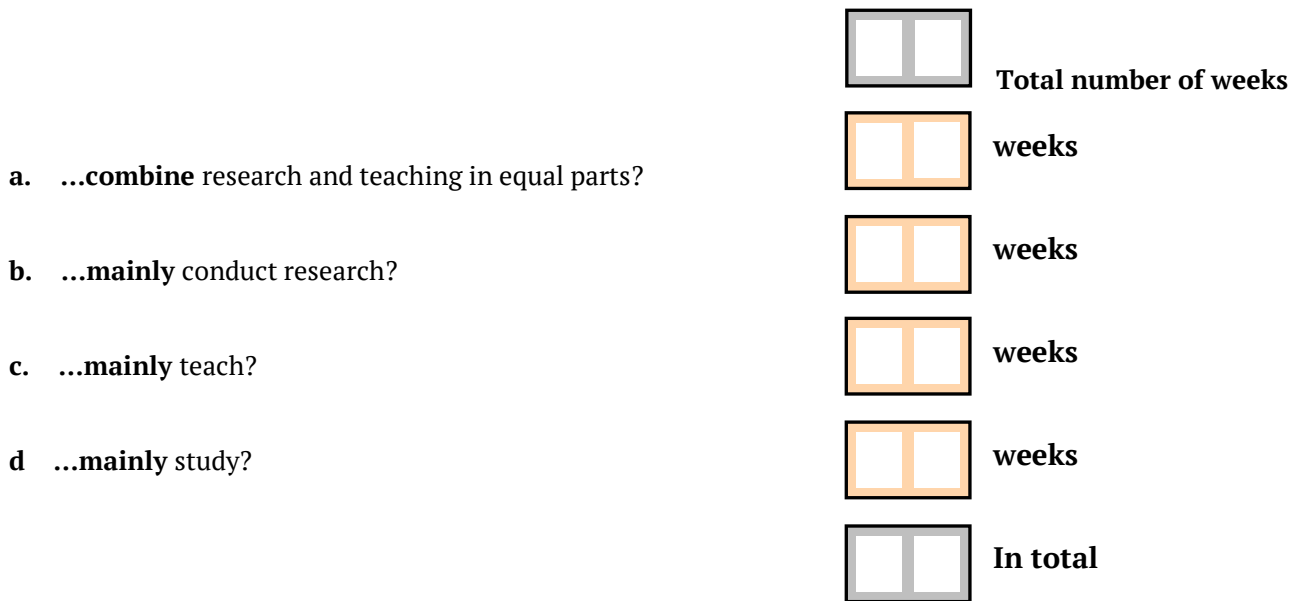 Total number of weeks
weeks
a. ...combine research and teaching in equal parts?
weeks
b. ...mainly conduct research?
weeks
c. ...mainly teach?
weeks
d ...mainly study?
In total